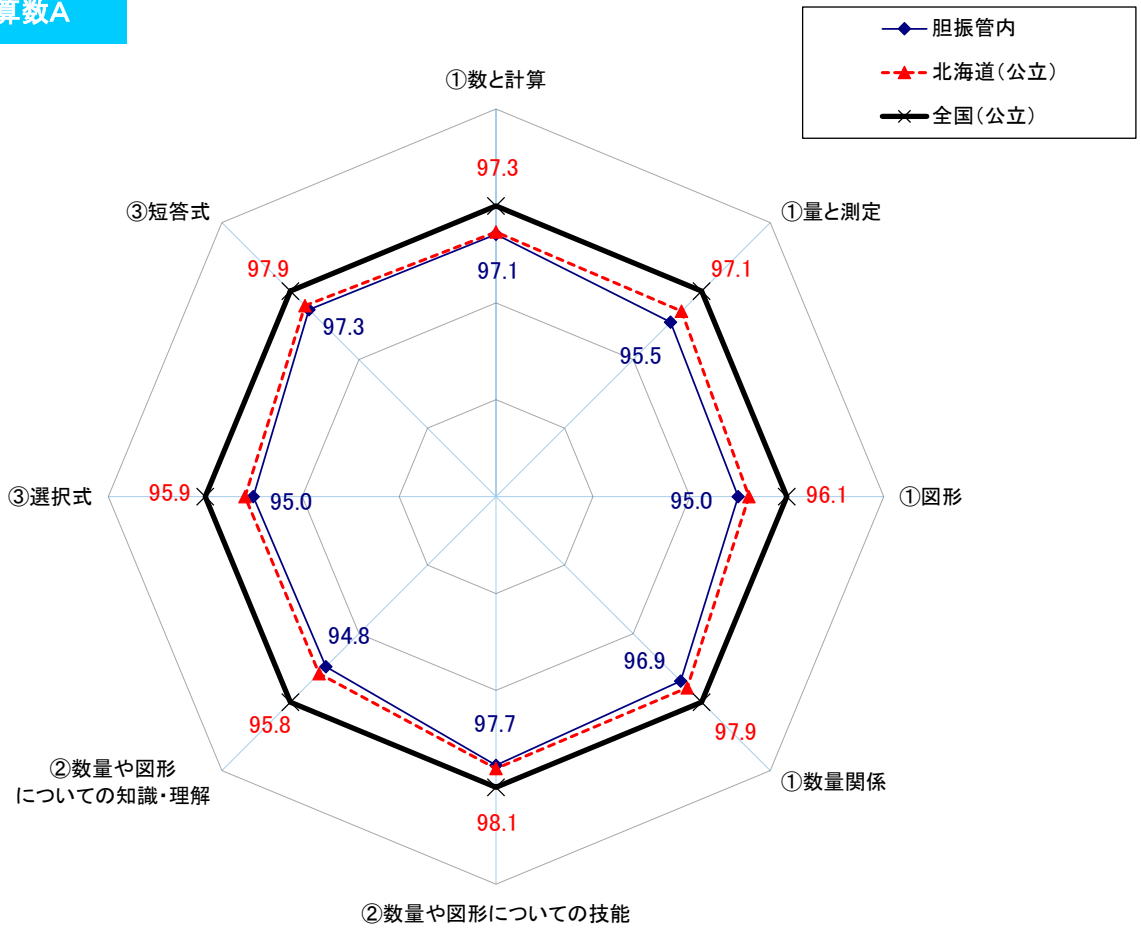 算数A
胆振管内
北海道(公立)
全国(公立)
①数と計算
97.3
97.1
③短答式
97.9
97.3
①量と測定
97.1
95.5
③選択式
95.9
95.0
95.0
96.1
①図形
94.8
95.8
②数量や図形
についての知識・理解
96.9
97.9
①数量関係
97.7
98.1
②数量や図形についての技能